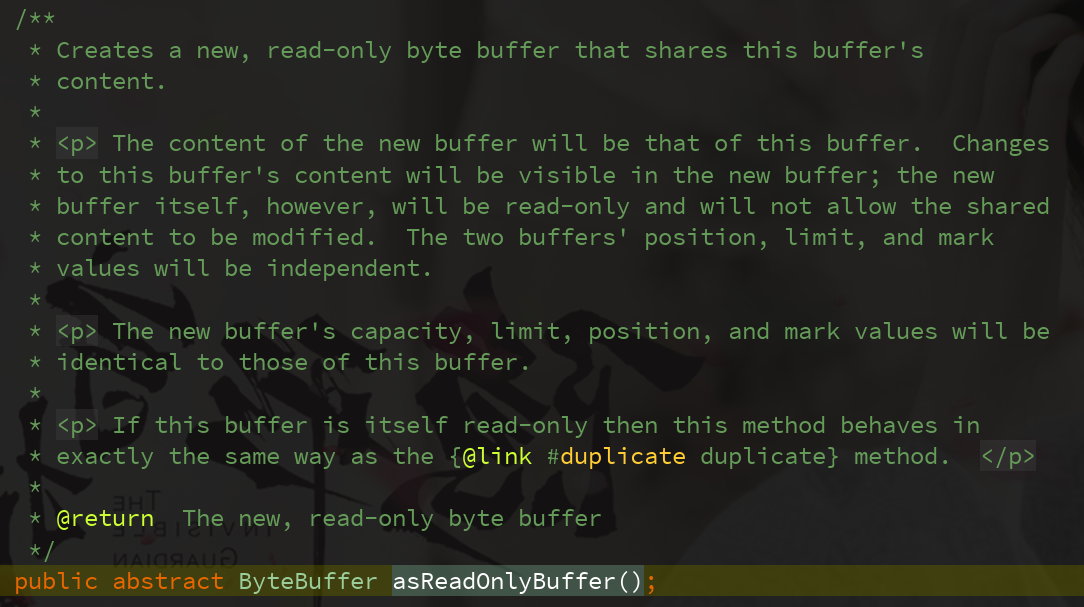 /**
* Creates a new, read-only byte buffer that shares this buffer's
* content.
*
* <p> The content of the new buffer will be that of this buffer.  Changes
* to this buffer's content will be visible in the new buffer; the new
* buffer itself, however, will be read-only and will not allow the shared
* content to be modified.  The two buffers' position, limit, and mark
* values will be independent.
*
* <p> The new buffer's capacity, limit, position, and mark values will be
* identical to those of this buffer.
*
* <p> If this buffer is itself read-only then this method behaves in
* exactly the same way as the {@link #duplicate duplicate} method.  </p>
*
* @return  The new, read-only byte buffer
*/
public abstract ByteBuffer asReadOnlyBuffer();
THE
INVISIBLE
GUARDIAN